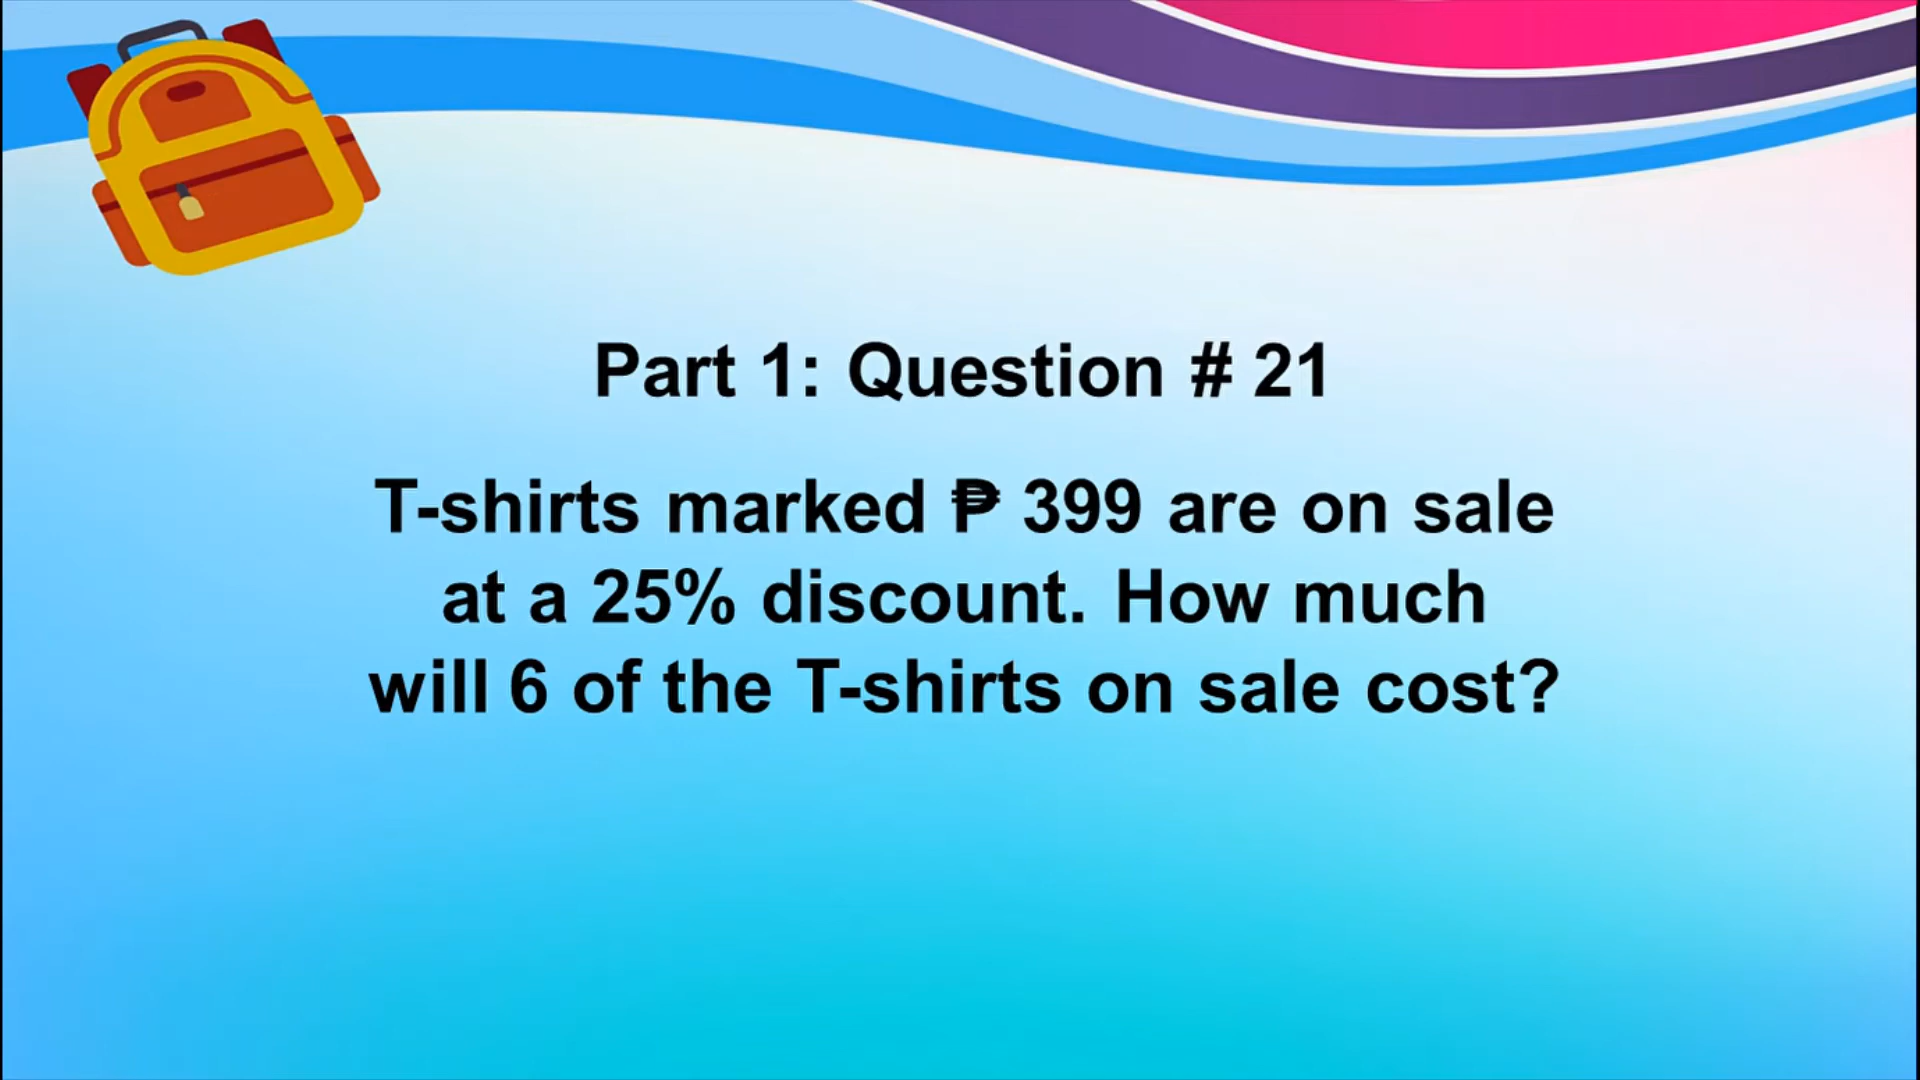 Part 1: Question # 21
T-shirts marked ₱ 399 are on sale
at a 25% discount. How much
will 6 of the T-shirts on sale cost?